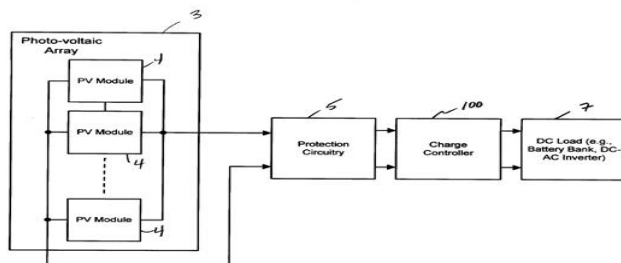 3
Photo-voltaic
Array
4
PV Module
PV Module
4
PV Module
4
5
Protection
Circuitry
100
Charge
Controller
7
DC Load (e.g.,
Battery Bank, DC-
AC Inverter)